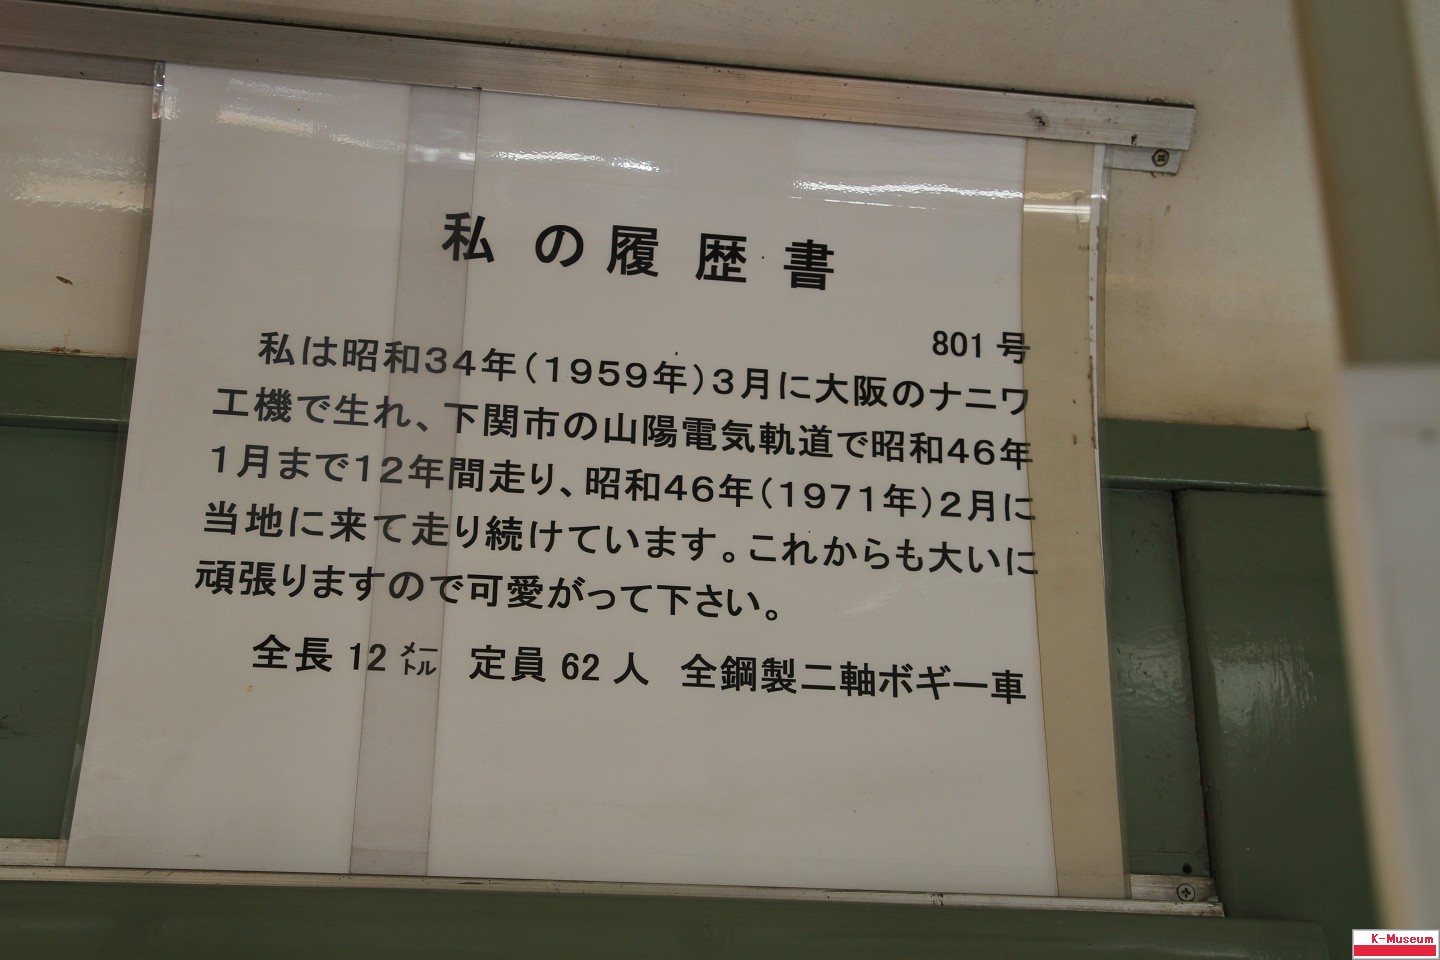 私の履歴書
801号
私は昭和34年(1959年)3月に大阪のナニワ
工機で生れ、下関市の山陽電気軌道で昭和46年
1月まで12年間走り、昭和46年(1971年)2月に
当地に来て走り続けています。これからも大いに
頑張りますので可愛がって下さい。
全長12メートル 定員62人 全鋼製二軸ボギー車
K-Museum